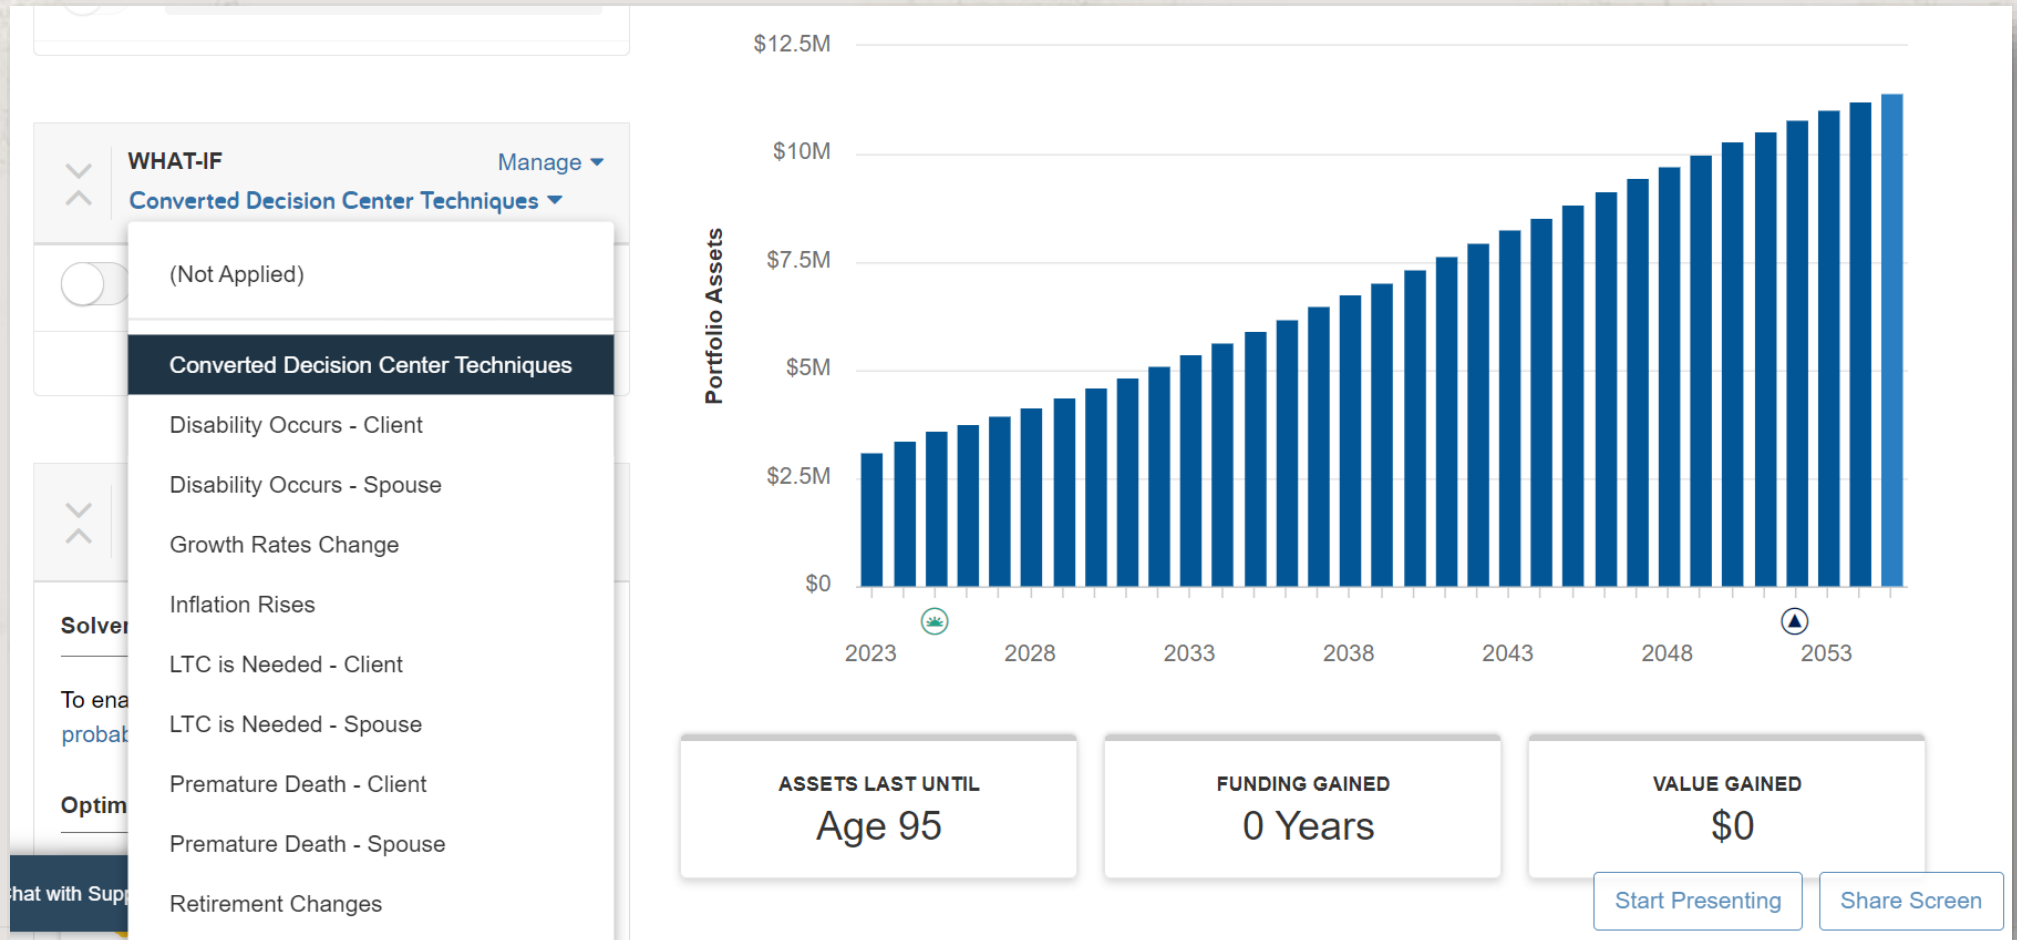 WHAT-IF
Manage
Converted Decision Center Techniques
(Not Applied)
Converted Decision Center Techniques
Disability Occurs - Client
Disability Occurs - Spouse
Growth Rates Change
Inflation Rises
LTC is Needed - Client
LTC is Needed - Spouse
Premature Death - Client
Premature Death - Spouse
Retirement Changes
Solver
To ena
probab
Optim
hat with Supp
Portfolio Assets
$12.5M
$10M
$7.5M
$5M
$2.5M
$0
2023
2028
2033
2038
2043
2048
2053
ASSETS LAST UNTIL
Age 95
FUNDING GAINED
0 Years
VALUE GAINED
$0
Start Presenting
Share Screen